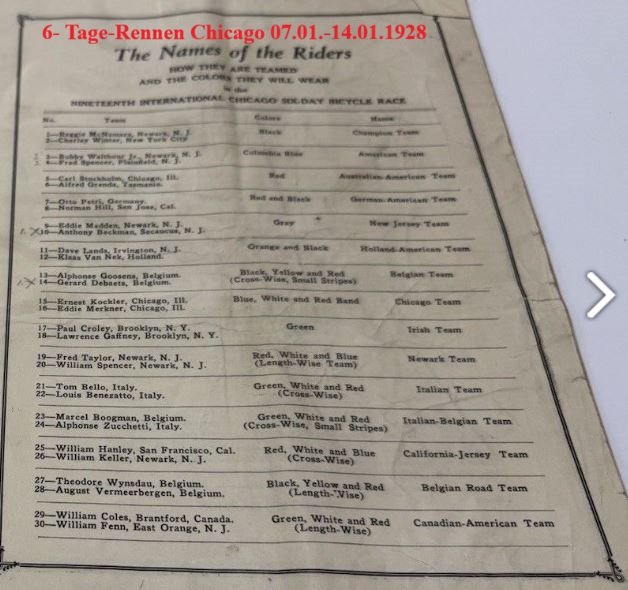 6- Tage-Rennen Chicago 07.01.-14.01.1928
The Names of the Riders
HOW THEY ARE TEAMED
AND THE COLORS THEY WILL WEAR
in the
NINETEENTH INTERNATIONAL CHICAGO SIX-DAY BICYCLE RACE
No. Team Colors Name
1—Reggie McNamara, Newark, N. J. Black Champion Team
2—Charley Winter, New York City
3—Bobby Walthour Jr., Newark, N. J. Columbia Blue American Team
4—Fred Spencer, Plainfield, N. J.
5—Carl Stockholm, Chicago, Ill. Red Australian-American Team
6—Alfred Grenda, Tasmania.
7—Otto Petri, Germany. Red and Black German-American Team
8—Norman Hill, San Jose, Cal.
9—Eddie Madden, Newark, N. J. Gray New Jersey Team
10—Anthony Beckman, Secaucus, N. J.
11—Dave Lands, Irvington, N. J. Orange and Black Holland-American Team
12—Klaas Van Nek, Holland.
13—Alphonse Goosens, Belgium. Black, Yellow and Red Belgian Team
14—Gerard Debaets, Belgium. (Cross-Wise, Small Stripes)
15—Ernest Kockler, Chicago, Ill. Blue, White and Red Band Chicago Team
16—Eddie Merkner, Chicago, Ill.
17—Paul Croley, Brooklyn, N. Y. Green Irish Team
18—Lawrence Gaffney, Brooklyn, N. Y.
19—Fred Taylor, Newark, N. J. Red, White and Blue Newark Team
20—William Spencer, Newark, N. J. (Length-Wise Team)
21—Tom Bello, Italy. Green, White and Red Italian Team
22—Louis Benezatto, Italy. (Cross-Wise)
23—Marcel Boogman, Belgium. Green, White and Red Italian-Belgian Team
24—Alphonse Zucchetti, Italy. (Cross-Wise, Small Stripes)
25—William Hanley, San Francisco, Cal. Red, White and Blue California-Jersey Team
26—William Keller, Newark, N. J. (Cross-Wise)
27—Theodore Wynsdau, Belgium. Black, Yellow and Red Belgian Road Team
28—August Vermeerbergen, Belgium. (Length-Wise)
29—William Coles, Brantford, Canada. Green, White and Red Canadian-American Team
30—William Fenn, East Orange, N. J. (Length-Wise)